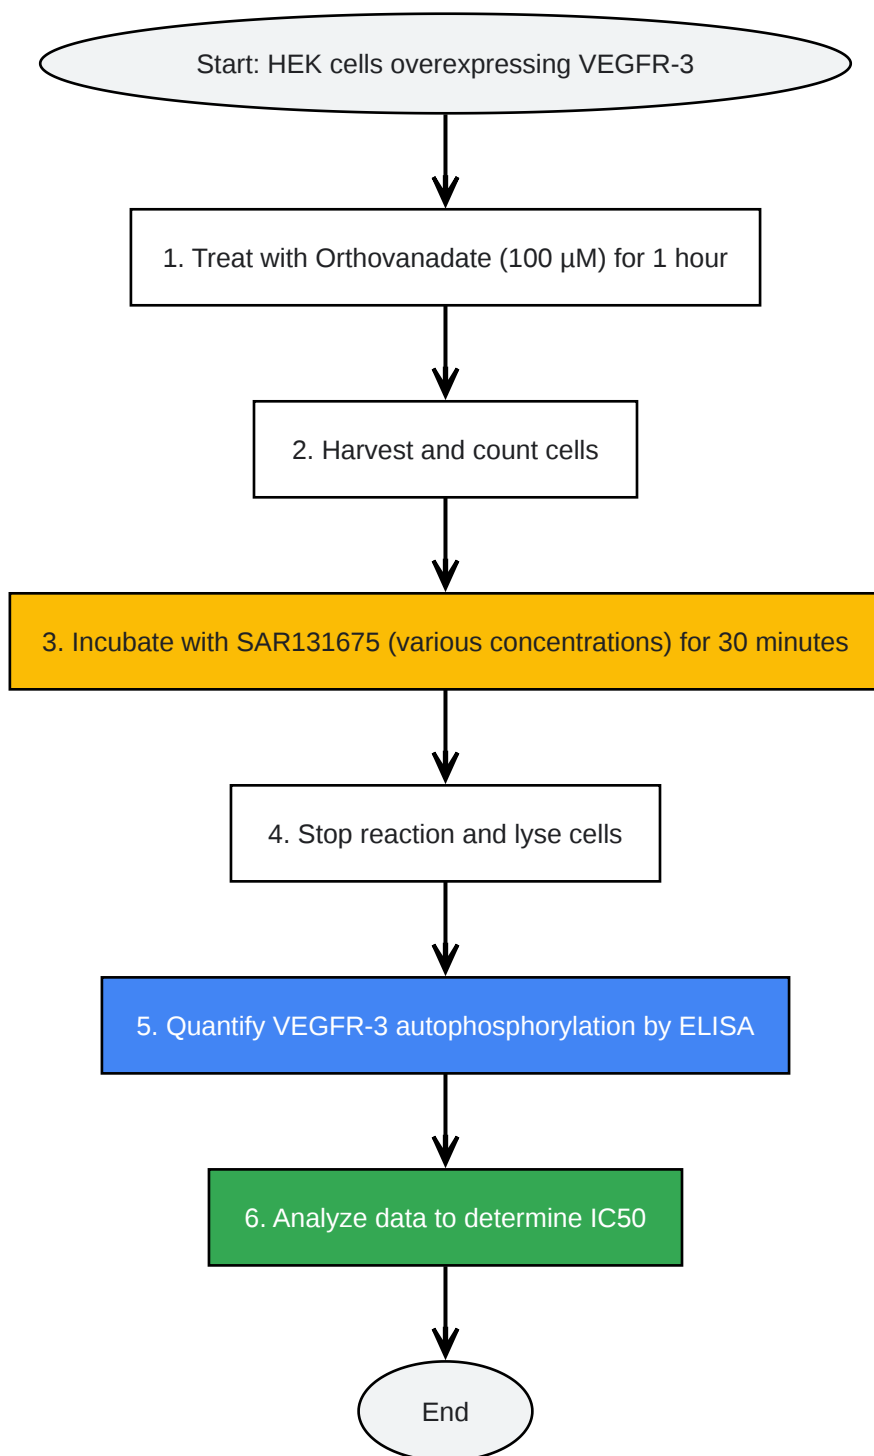 Start: HEK cells overexpressing VEGFR-3
1. Treat with Orthovanadate (100 µM) for 1 hour
2. Harvest and count cells
3. Incubate with SAR131675 (various concentrations) for 30 minutes
4. Stop reaction and lyse cells
5. Quantify VEGFR-3 autophosphorylation by ELISA
6. Analyze data to determine IC50
End